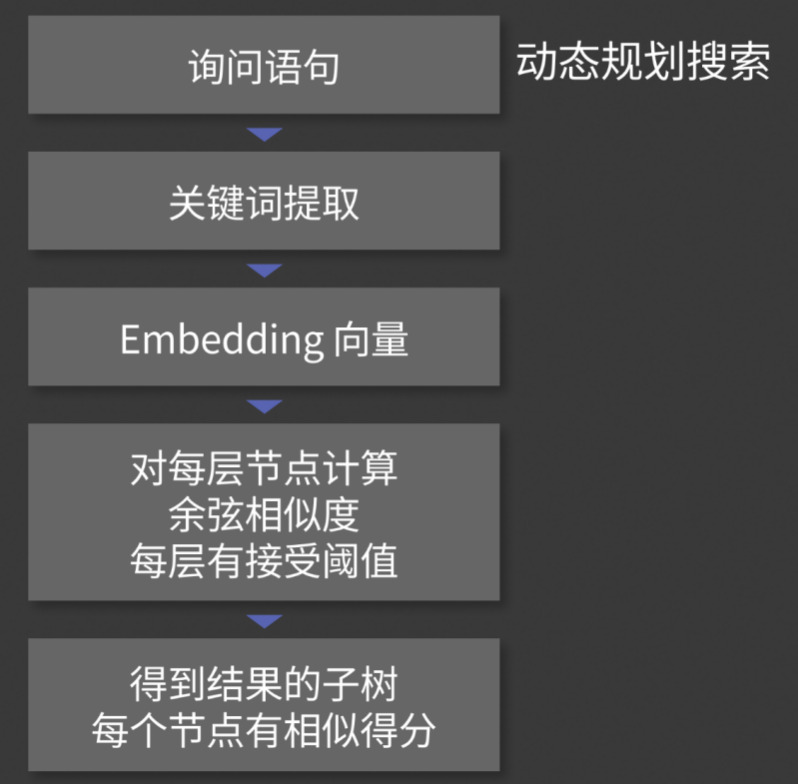 询问语句
动态规划搜索
关键词提取
Embedding 向量
对每层节点计算
余弦相似度
每层有接受阈值
得到结果的子树
每个节点有相似得分